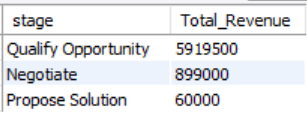 stage Total_Revenue
Qualify Opportunity 5919500
Negotiate 899000
Propose Solution 60000